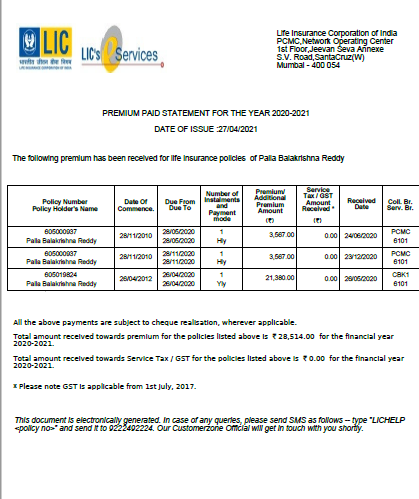 LIC
भारतीय जीवन बीमा निगम
LIFE INSURANCE CORPORATION OF INDIA
LIC's e Services
Life Insurance Corporation of India
PCMC,Network Operating Center
1st Floor,Jeevan Seva Annexe
S.V. Road,SantaCruz(W)
Mumbai - 400 054
PREMIUM PAID STATEMENT FOR THE YEAR 2020-2021
DATE OF ISSUE :27/04/2021
The following premium has been received for life insurance policies of Palla Balakrishna Reddy
Policy Number Policy Holder's Name Date Of Commence. Due From Due To Number of Instalments and Payment mode Premium/ Additional Premium Amount (₹) Service Tax / GST Amount Received * (₹) Received Date Coll. Br. Serv. Br.
605000937 28/11/2010 28/05/2020 1 3,567.00 0.00 24/06/2020 PCMC
Palla Balakrishna Reddy 28/05/2020 Hly 6101
605000937 28/11/2010 28/11/2020 1 3,567.00 0.00 23/12/2020 PCMC
Palla Balakrishna Reddy 28/11/2020 Hly 6101
605019824 26/04/2012 26/04/2020 1 21,380.00 0.00 26/05/2020 CBK1
Palla Balakrishna Reddy 26/04/2020 Yly 6101
All the above payments are subject to cheque realisation, wherever applicable.
Total amount received towards premium for the policies listed above is ₹ 28,514.00 for the financial year
2020-2021.
Total amount received towards Service Tax / GST for the policies listed above is ₹ 0.00 for the financial year
2020-2021.
* Please note GST is applicable from 1st July, 2017.
This document is electronically generated. In case of any queries, please send SMS as follows -- type "LICHELP
<policy no>" and send it to 9222492224. Our Customerzone Official will get in touch with you shortly.